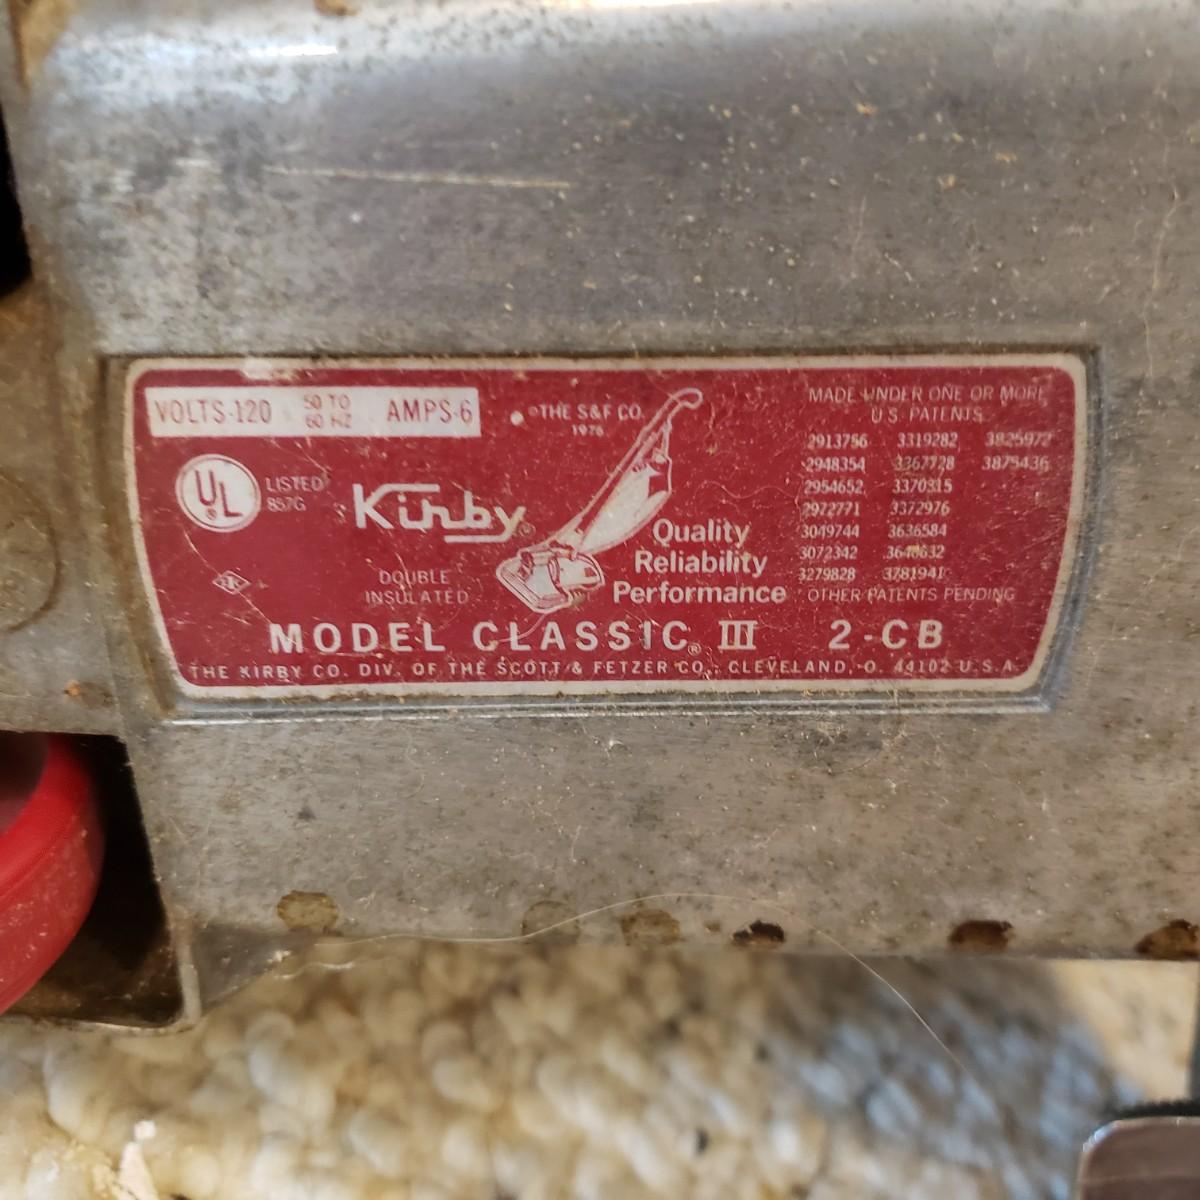 VOLTS-120 50 TO 60 HZ AMPS-6
©THE S&F CO.
1976
MADE UNDER ONE OR MORE
U.S. PATENTS
2913756 3319282 3825972
2948354 3367728 3875436
2954652 3370315
2972771 3372976
3049744 3636584
3072342 3648632
3279828 3781941
OTHER PATENTS PENDING
UL®
LISTED
857G
Kirby®
DOUBLE
INSULATED
Quality
Reliability
Performance
MODEL CLASSIC® III 2-CB
THE KIRBY CO. DIV. OF THE SCOTT & FETZER CO., CLEVELAND, O. 44102 U.S.A.